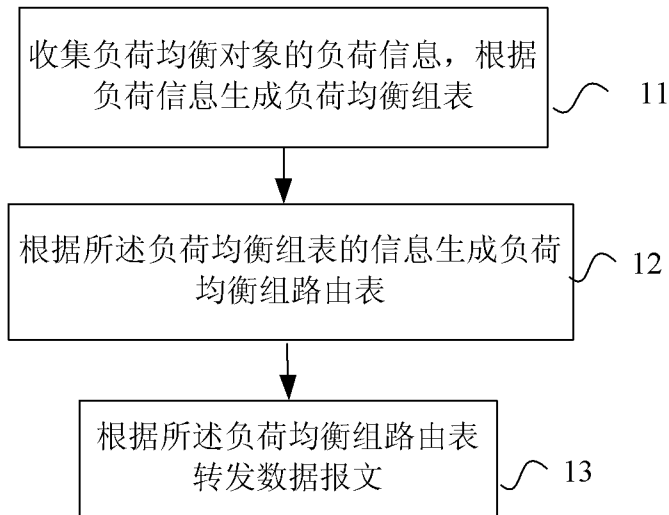 收集负荷均衡对象的负荷信息，根据
负荷信息生成负荷均衡组表
11
根据所述负荷均衡组表的信息生成负荷
均衡组路由表
12
根据所述负荷均衡组路由表
转发数据报文
13